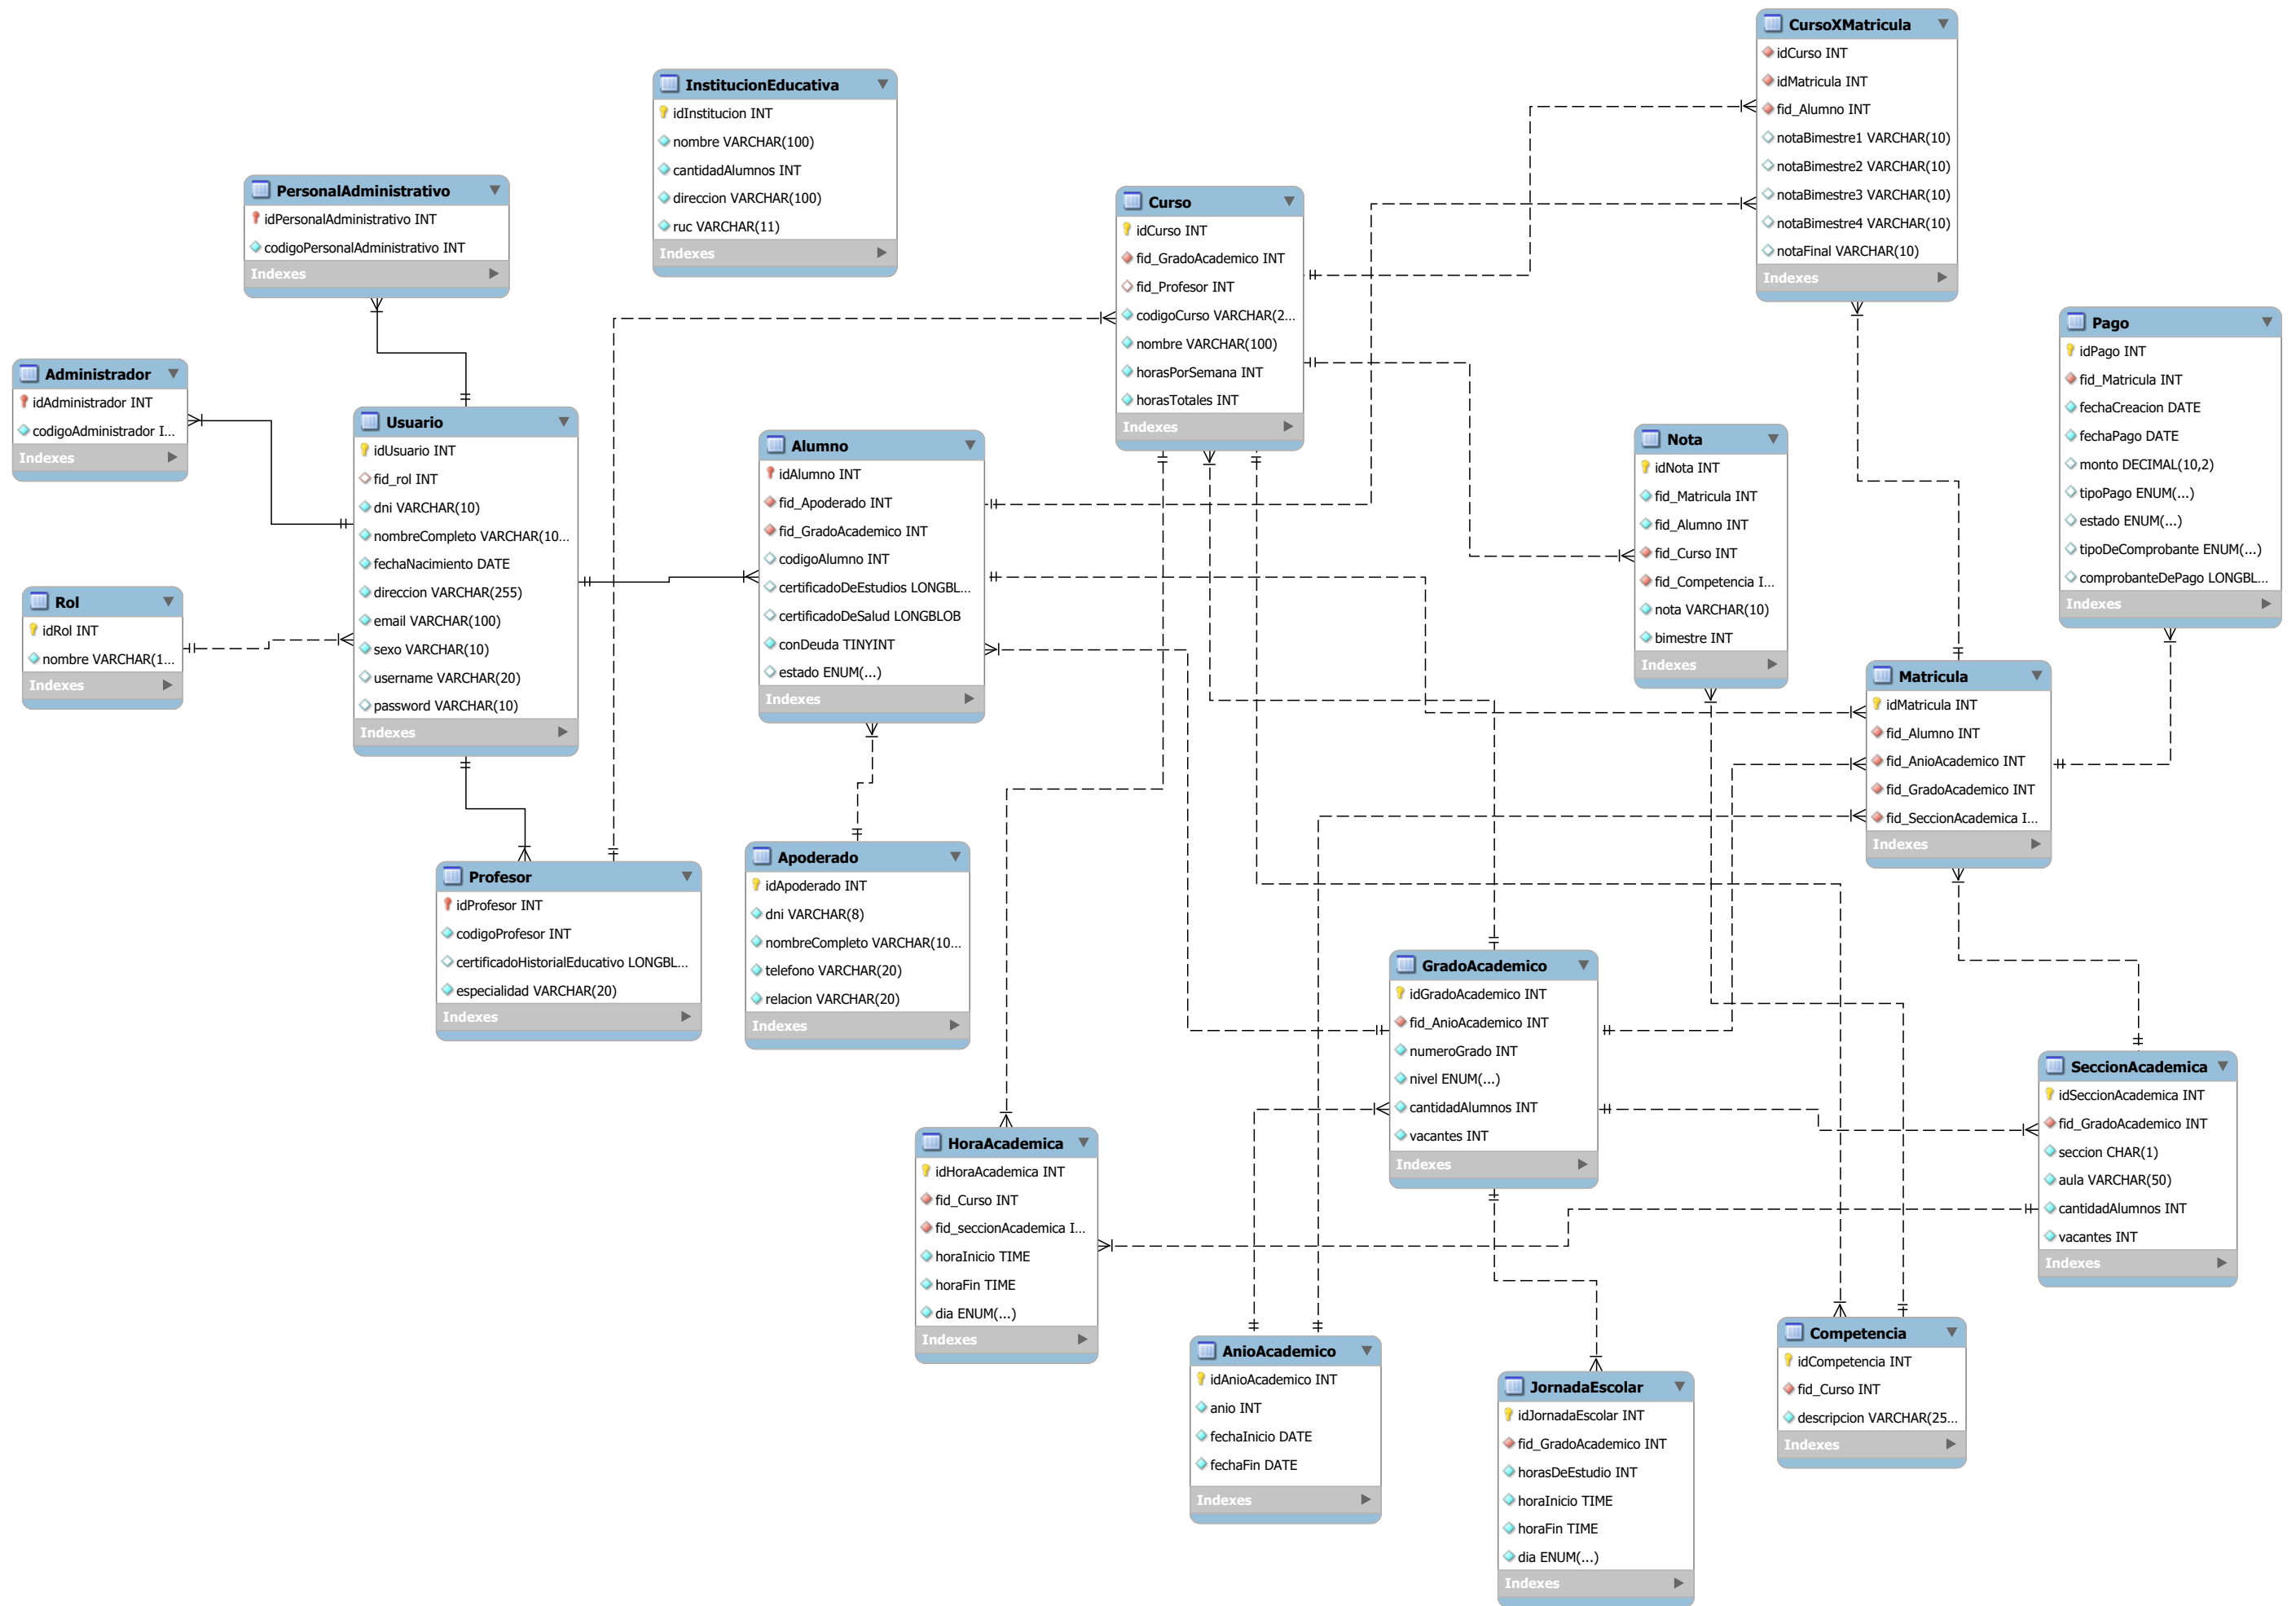 CursoXMatricula
idCurso INT
idMatricula INT
fid_Alumno INT
notaBimestre1 VARCHAR(10)
notaBimestre2 VARCHAR(10)
notaBimestre3 VARCHAR(10)
notaBimestre4 VARCHAR(10)
notaFinal VARCHAR(10)
Indexes
InstitucionEducativa
idInstitucion INT
nombre VARCHAR(100)
cantidadAlumnos INT
direccion VARCHAR(100)
ruc VARCHAR(11)
Indexes
PersonalAdministrativo
idPersonalAdministrativo INT
codigoPersonalAdministrativo INT
Indexes
Curso
idCurso INT
fid_GradoAcademico INT
fid_Profesor INT
codigoCurso VARCHAR(2...
nombre VARCHAR(100)
horasPorSemana INT
horasTotales INT
Indexes
Pago
idPago INT
fid_Matricula INT
fechaCreacion DATE
fechaPago DATE
monto DECIMAL(10,2)
tipoPago ENUM(...)
estado ENUM(...)
tipoDeComprobante ENUM(...)
comprobanteDePago LONGBL...
Indexes
Administrador
idAdministrador INT
codigoAdministrador I...
Indexes
Usuario
idUsuario INT
fid_rol INT
dni VARCHAR(10)
nombreCompleto VARCHAR(10...
fechaNacimiento DATE
direccion VARCHAR(255)
email VARCHAR(100)
sexo VARCHAR(10)
username VARCHAR(20)
password VARCHAR(10)
Indexes
Alumno
idAlumno INT
fid_Apoderado INT
fid_GradoAcademico INT
codigoAlumno INT
certificadoDeEstudios LONGBL...
certificadoDeSalud LONGBLOB
conDeuda TINYINT
estado ENUM(...)
Indexes
Nota
idNota INT
fid_Matricula INT
fid_Alumno INT
fid_Curso INT
fid_Competencia I...
nota VARCHAR(10)
bimestre INT
Indexes
Rol
idRol INT
nombre VARCHAR(1...
Indexes
Matricula
idMatricula INT
fid_Alumno INT
fid_AnioAcademico INT
fid_GradoAcademico INT
fid_SeccionAcademica I...
Indexes
Profesor
idProfesor INT
codigoProfesor INT
certificadoHistorialEducativo LONGBL...
especialidad VARCHAR(20)
Indexes
Apoderado
idApoderado INT
dni VARCHAR(8)
nombreCompleto VARCHAR(10...
telefono VARCHAR(20)
relacion VARCHAR(20)
Indexes
GradoAcademico
idGradoAcademico INT
fid_AnioAcademico INT
numeroGrado INT
nivel ENUM(...)
cantidadAlumnos INT
vacantes INT
Indexes
SeccionAcademica
idSeccionAcademica INT
fid_GradoAcademico INT
seccion CHAR(1)
aula VARCHAR(50)
cantidadAlumnos INT
vacantes INT
Indexes
HoraAcademica
idHoraAcademica INT
fid_Curso INT
fid_seccionAcademica I...
horaInicio TIME
horaFin TIME
dia ENUM(...)
Indexes
AnioAcademico
idAnioAcademico INT
anio INT
fechaInicio DATE
fechaFin DATE
Indexes
JornadaEscolar
idJornadaEscolar INT
fid_GradoAcademico INT
horasDeEstudio INT
horaInicio TIME
horaFin TIME
dia ENUM(...)
Indexes
Competencia
idCompetencia INT
fid_Curso INT
descripcion VARCHAR(25...
Indexes